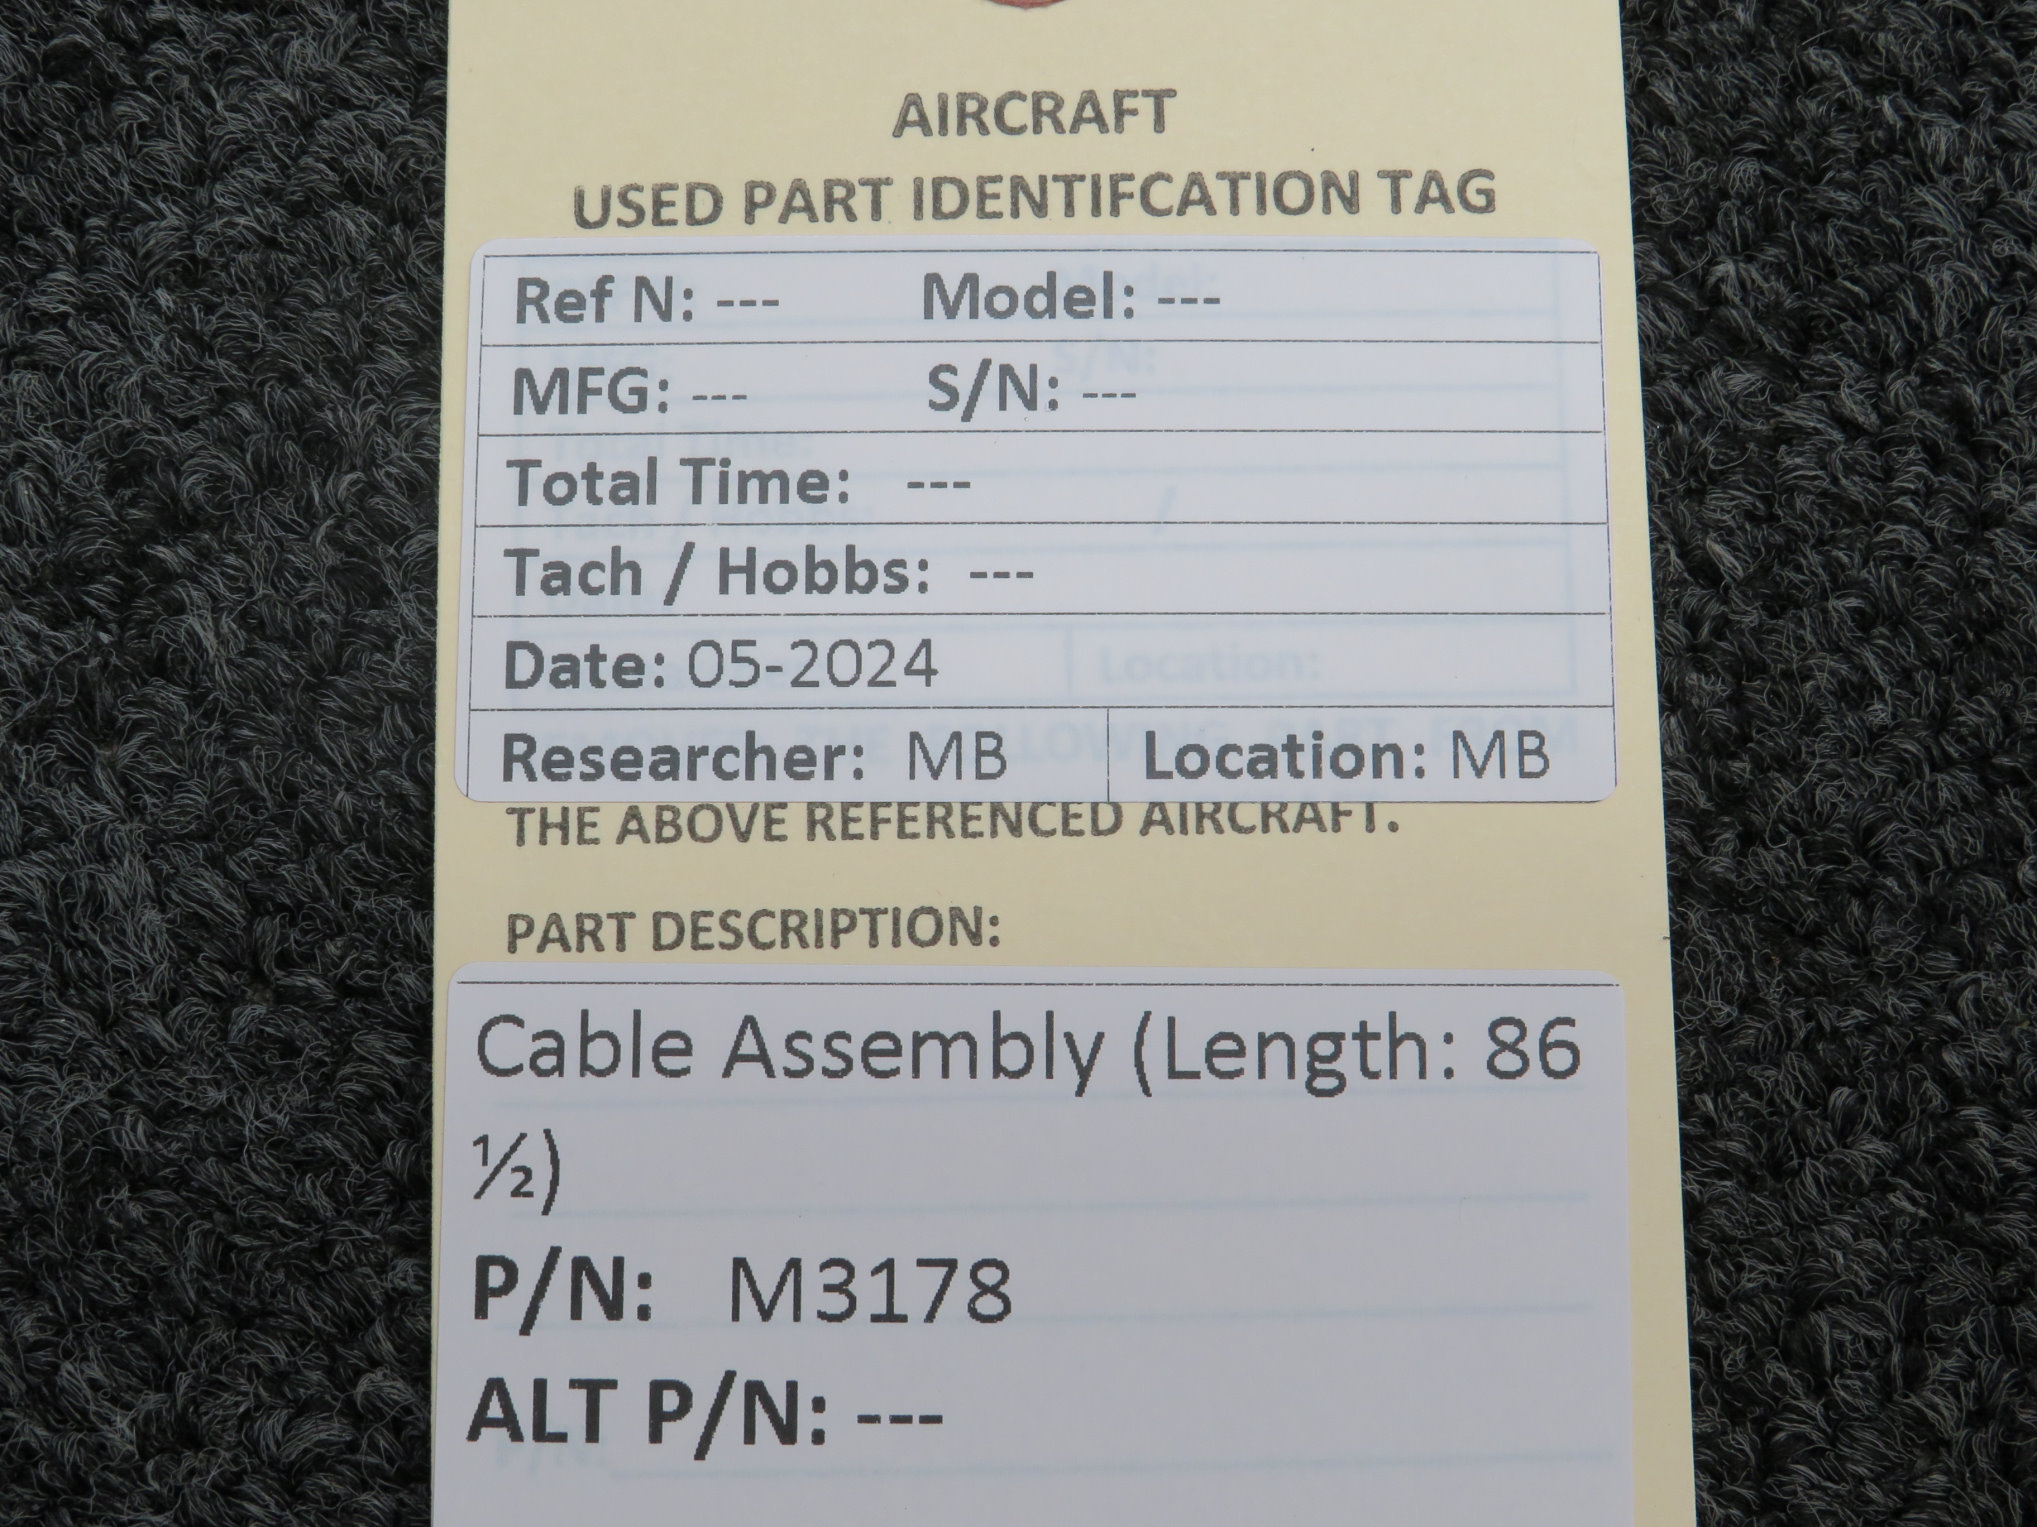 AIRCRAFT
USED PART IDENTIFCATION TAG
Ref N: --- Model: ---
MFG: --- S/N: ---
Total Time: ---
Tach / Hobbs: ---
Date: 05-2024
Researcher: MB Location: MB
THE ABOVE REFERENCED AIRCRAFT.
PART DESCRIPTION:
Cable Assembly (Length: 86
½)
P/N: M3178
ALT P/N: ---